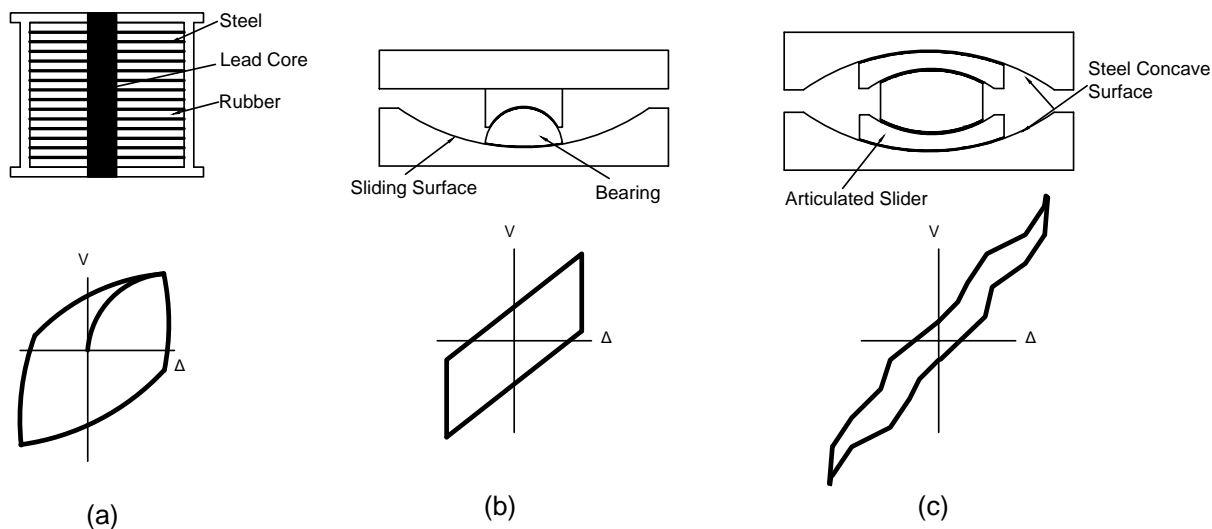 Steel
Lead Core
Rubber
Sliding Surface
Bearing
Steel Concave
Surface
Articulated Slider
V
Δ
(a)
V
Δ
(b)
V
Δ
(c)